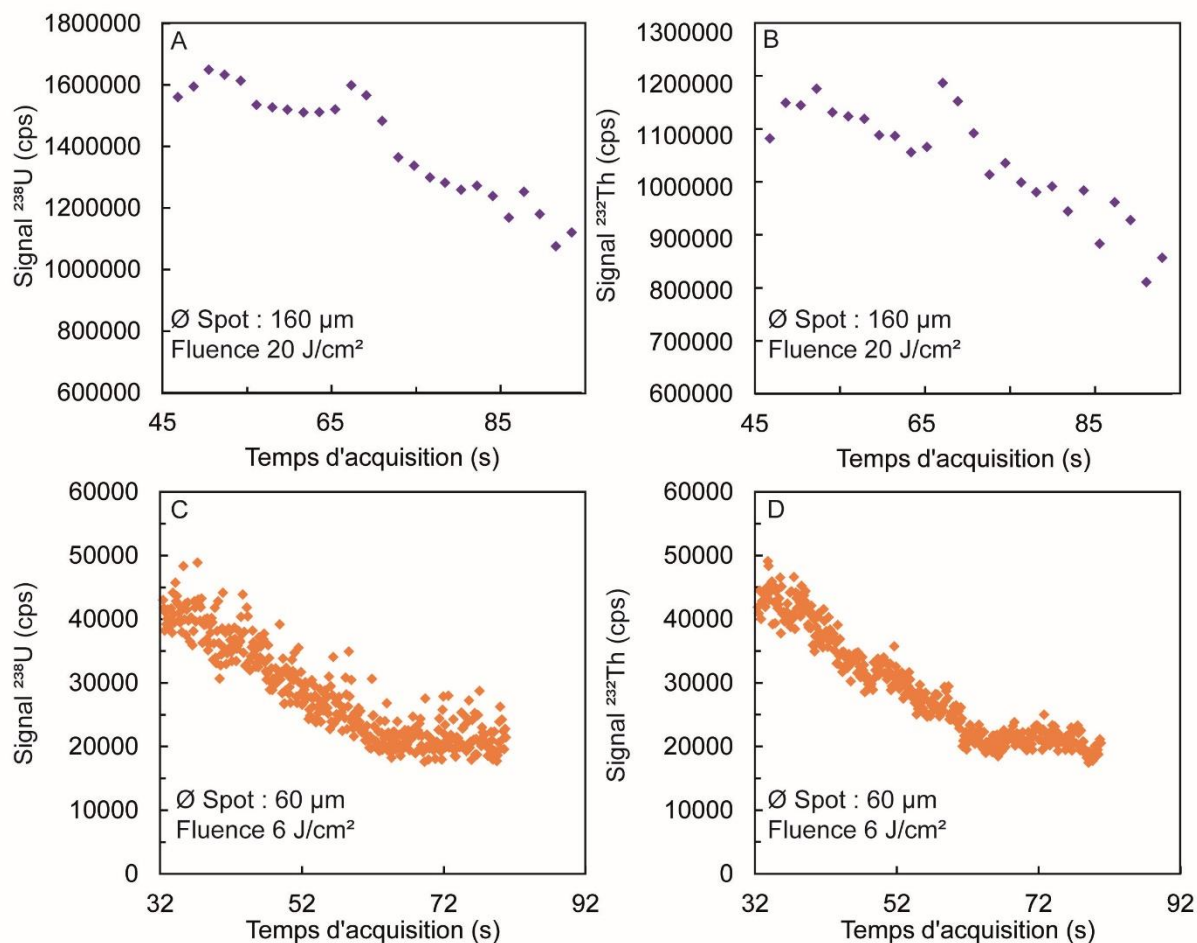 A
Signal ²³⁸U (cps)
1800000
1600000
1400000
1200000
1000000
800000
600000
Ø Spot : 160 µm
Fluence 20 J/cm²
45 65 85
Temps d'acquisition (s)
B
Signal ²³²Th (cps)
1300000
1200000
1100000
1000000
900000
800000
700000
600000
Ø Spot : 160 µm
Fluence 20 J/cm²
45 65 85
Temps d'acquisition (s)
C
Signal ²³⁸U (cps)
60000
50000
40000
30000
20000
10000
0
Ø Spot : 60 µm
Fluence 6 J/cm²
32 52 72 92
Temps d'acquisition (s)
D
Signal ²³²Th (cps)
60000
50000
40000
30000
20000
10000
0
Ø Spot : 60 µm
Fluence 6 J/cm²
32 52 72 92
Temps d'acquisition (s)